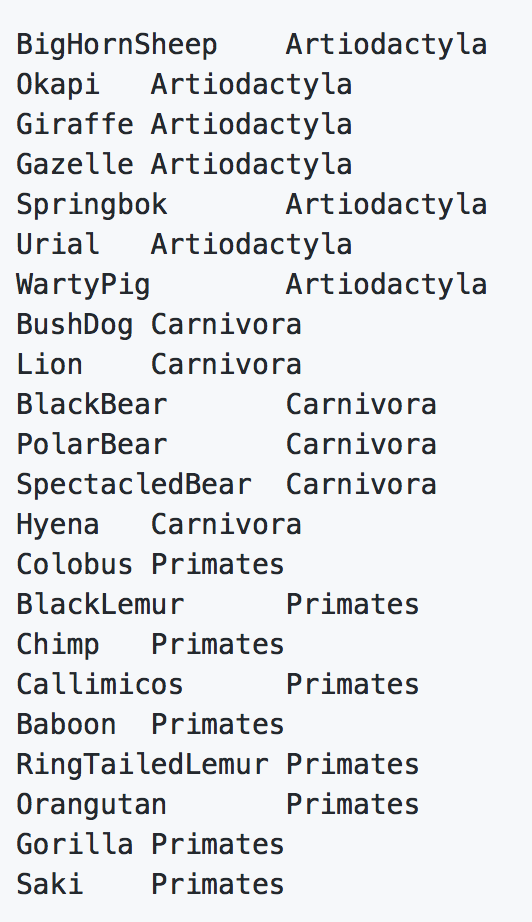 BigHornSheep	Artiodactyla
Okapi	Artiodactyla
Giraffe	Artiodactyla
Gazelle	Artiodactyla
Springbok	Artiodactyla
Urial	Artiodactyla
WartyPig	Artiodactyla
BushDog	Carnivora
Lion	Carnivora
BlackBear	Carnivora
PolarBear	Carnivora
SpectacledBear	Carnivora
Hyena	Carnivora
Colobus	Primates
BlackLemur	Primates
Chimp	Primates
Callimicos	Primates
Baboon	Primates
RingTailedLemur	Primates
Orangutan	Primates
Gorilla	Primates
Saki	Primates